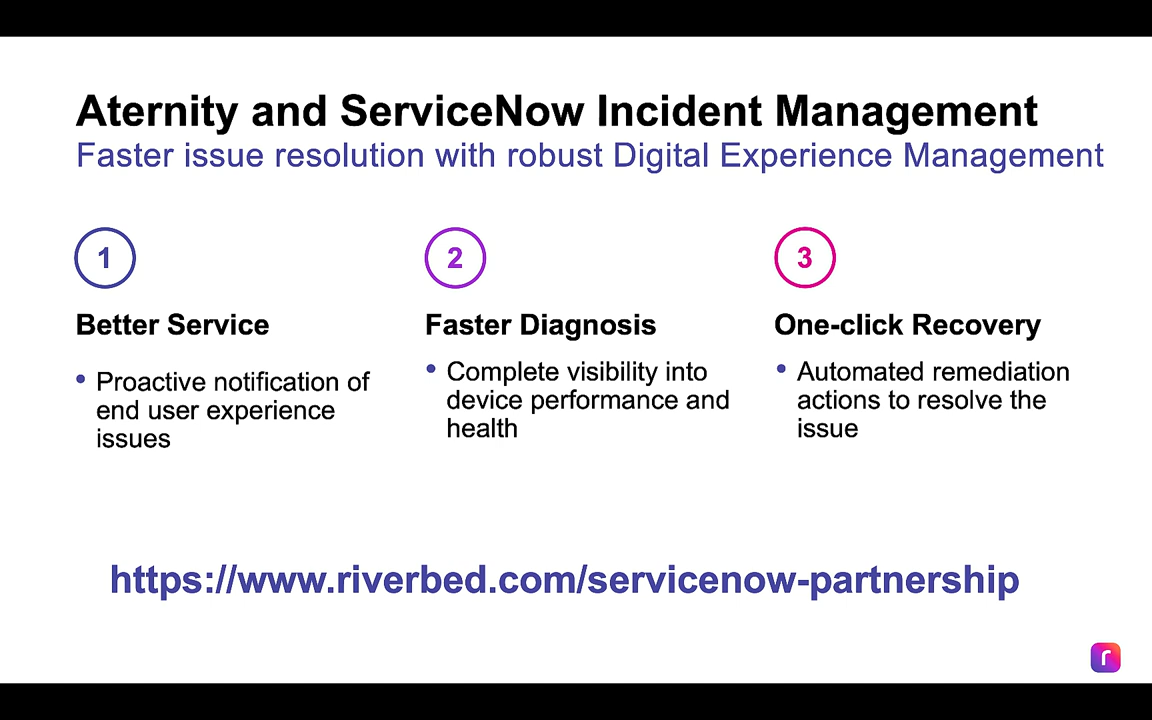 Aternity and ServiceNow Incident Management
Faster issue resolution with robust Digital Experience Management
1
Better Service
• Proactive notification of
end user experience
issues
2
Faster Diagnosis
• Complete visibility into
device performance and
health
3
One-click Recovery
• Automated remediation
actions to resolve the
issue
https://www.riverbed.com/servicenow-partnership
r